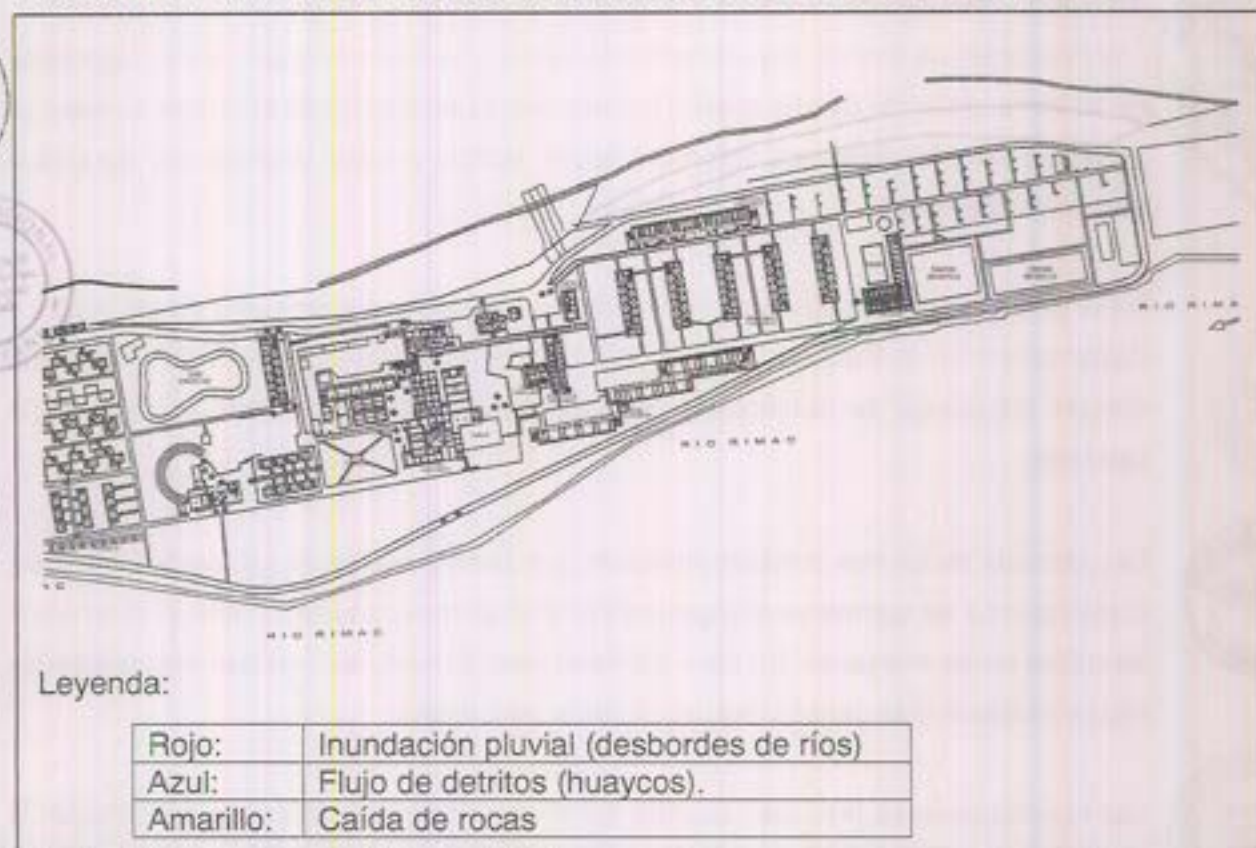 RIO RIMA
RIO RIMAC
RIO RIMAC
Leyenda:
Rojo: Inundación pluvial (desbordes de ríos)
Azul: Flujo de detritos (huaycos).
Amarillo: Caída de rocas